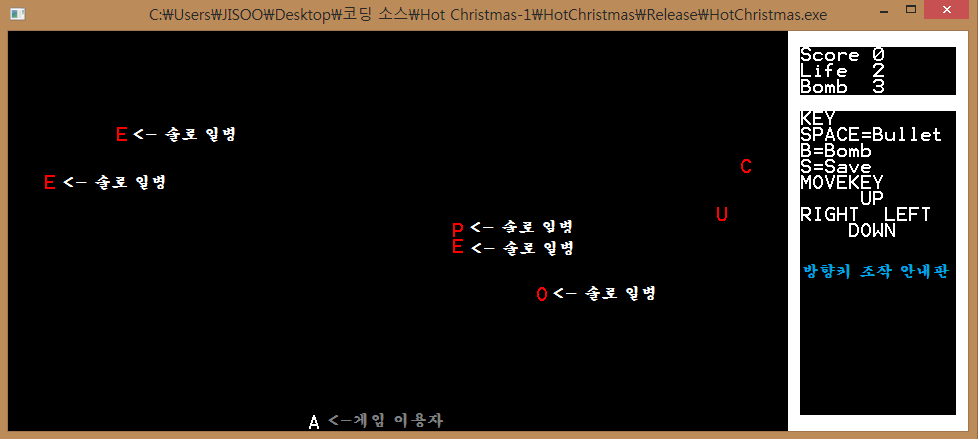 C:₩Users₩JISOO₩Desktop₩코딩 소스₩Hot Christmas-1₩HotChristmas₩Release₩HotChristmas.exe
Score 0
Life 2
Bomb 3
E <- 솔로 일병
E <- 솔로 일병
C
U
P <- 솔로 일병
E <- 솔로 일병
O <- 솔로 일병
A <-게임 이용자
KEY
SPACE=Bullet
B=Bomb
S=Save
MOVEKEY
UP
RIGHT LEFT
DOWN
방향키 조작 안내판